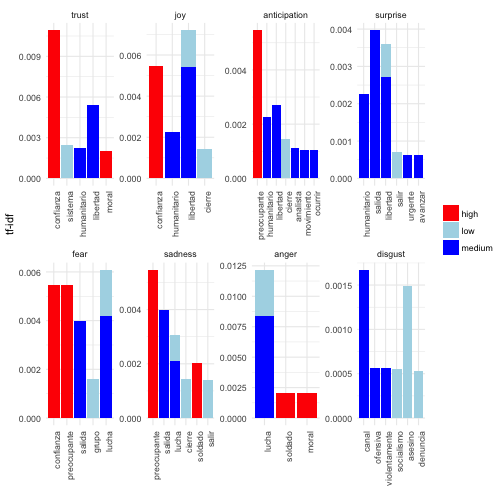 trust
joy
anticipation
surprise
tf-idf
0.009
0.006
0.003
0.000
confianza
sistema
humanitario
libertad
moral
0.006
0.004
0.002
0.000
confianza
humanitario
libertad
cierre
0.004
0.002
0.000
preocupante
humanitario
libertad
cierre
analista
movimiento
ocurrir
0.004
0.003
0.002
0.001
0.000
humanitario
salida
libertad
salir
urgente
avanzar
high
low
medium
fear
sadness
anger
disgust
0.006
0.004
0.002
0.000
confianza
preocupante
salida
grupo
lucha
0.006
0.004
0.002
0.000
preocupante
salida
lucha
cierre
soldado
salir
0.0125
0.0100
0.0075
0.0050
0.0025
0.0000
lucha
soldado
moral
0.0015
0.0010
0.0005
0.0000
canal
ofensiva
violentamente
socialismo
asesino
denuncia